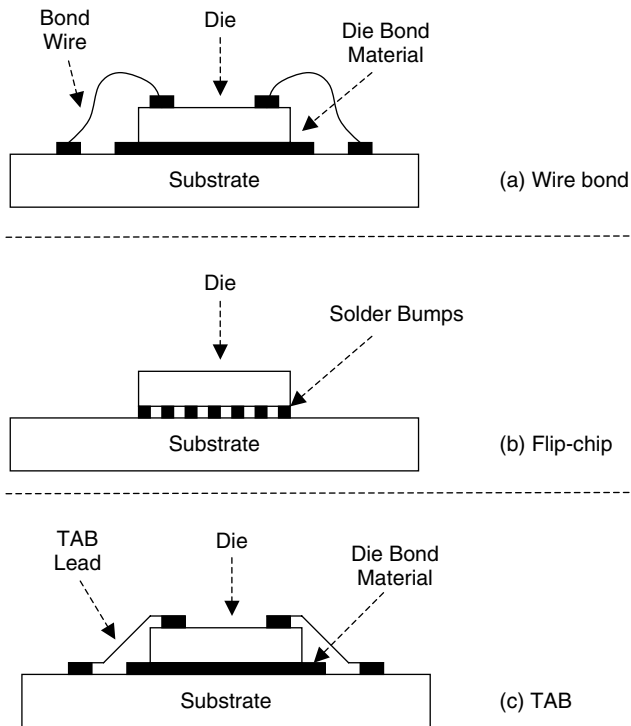 Bond
Wire
Die
Die Bond
Material
Substrate
(a) Wire bond
Die
Solder Bumps
Substrate
(b) Flip-chip
TAB
Lead
Die
Die Bond
Material
Substrate
(c) TAB